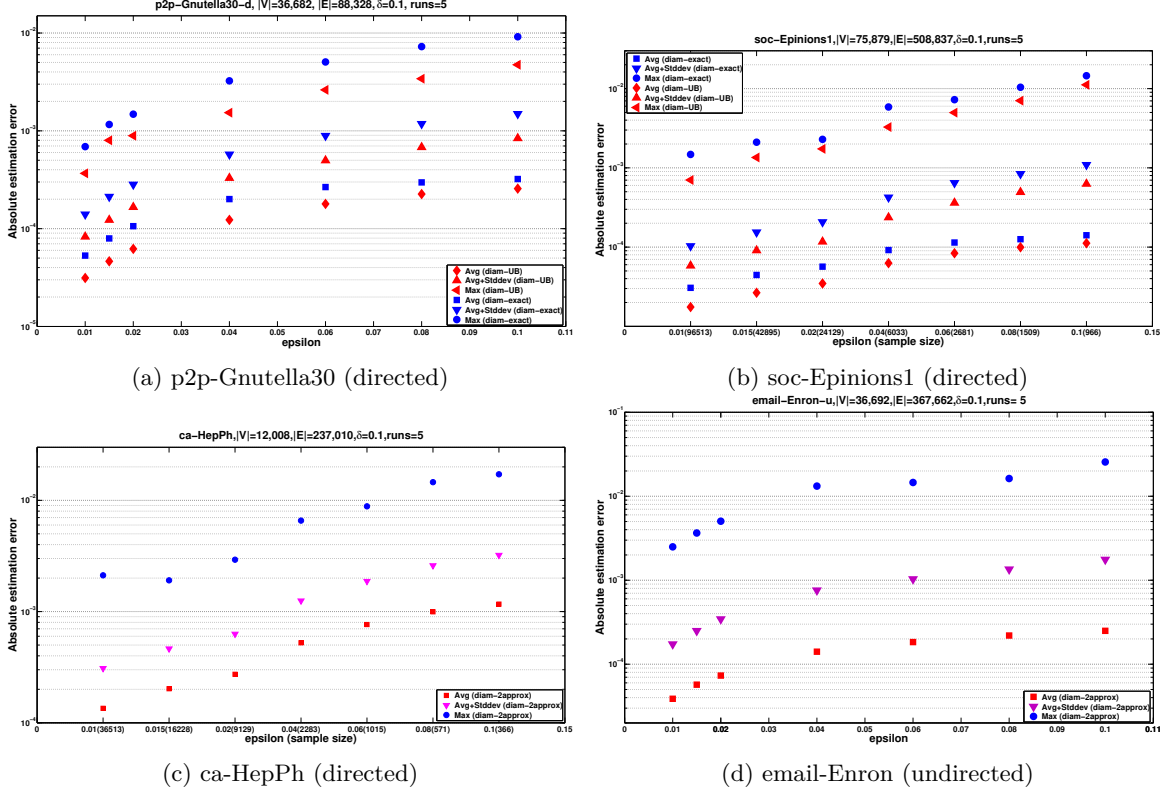 p2p-Gnutella30-d, |V|=36,682, |E|=88,328, δ=0.1, runs=5
10⁻²
10⁻³
10⁻⁴
10⁻⁵
Absolute estimation error
Avg (diam-UB)
Avg+Stddev (diam-UB)
Max (diam-UB)
Avg (diam-exact)
Avg+Stddev (diam-exact)
Max (diam-exact)
0 0.01 0.02 0.03 0.04 0.05 0.06 0.07 0.08 0.09 0.1 0.11
epsilon
(a) p2p-Gnutella30 (directed)
soc-Epinions1,|V|=75,879,|E|=508,837,δ=0.1,runs=5
Avg (diam-exact)
Avg+Stddev (diam-exact)
Max (diam-exact)
Avg (diam-UB)
Avg+Stddev (diam-UB)
Max (diam-UB)
10⁻²
10⁻³
10⁻⁴
Absolute estimation error
0 0.01(96513) 0.015(42895) 0.02(24129) 0.04(6033) 0.06(2681) 0.08(1509) 0.1(966) 0.15
epsilon (sample size)
(b) soc-Epinions1 (directed)
ca-HepPh,|V|=12,008,|E|=237,010,δ=0.1,runs=5
10⁻²
10⁻³
10⁻⁴
Absolute estimation error
Avg (diam-2approx)
Avg+Stddev (diam-2approx)
Max (diam-2approx)
0 0.01(36513) 0.015(16228) 0.02(9129) 0.04(2283) 0.06(1015) 0.08(571) 0.1(366) 0.15
epsilon (sample size)
(c) ca-HepPh (directed)
email-Enron-u,|V|=36,692,|E|=367,662,δ=0.1,runs= 5
10⁻¹
10⁻²
10⁻³
10⁻⁴
Absolute estimation error
Avg (diam-2approx)
Avg+Stddev (diam-2approx)
Max (diam-2approx)
0 0.01 0.02 0.03 0.04 0.05 0.06 0.07 0.08 0.09 0.1 0.11
epsilon
(d) email-Enron (undirected)